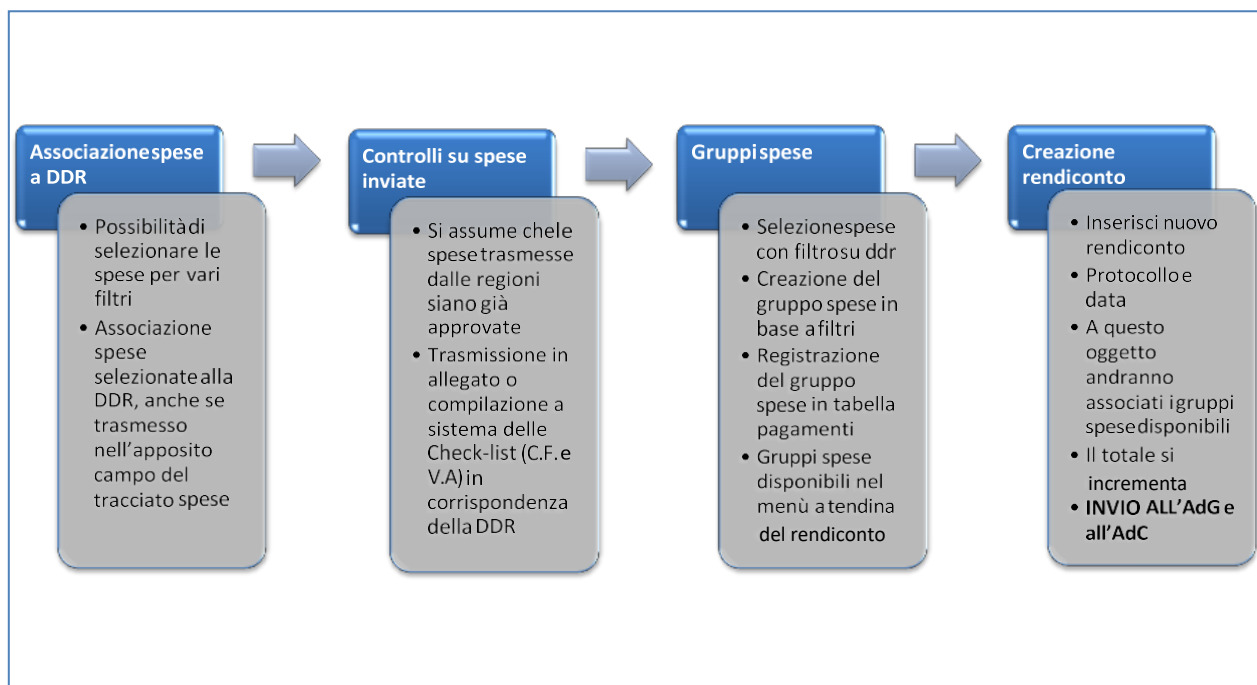 Associazione spese
a DDR
• Possibilità di
selezionare le
spese per vari
filtri
• Associazione
spese
selezionate alla
DDR, anche se
trasmesso
nell'apposito
campo del
tracciato spese
Controlli su spese
inviate
• Si assume che le
spese trasmesse
dalle regioni
siano già
approvate
• Trasmissione in
allegato o
compilazione a
sistema delle
Check-list (C.F. e
V.A) in
corrispondenza
della DDR
Gruppi spese
• Selezione spese
con filtro su ddr
• Creazione del
gruppo spese in
base a filtri
• Registrazione
del gruppo
spese in tabella
pagamenti
• Gruppi spese
disponibili nel
menù a tendina
del rendiconto
Creazione
rendiconto
• Inserisci nuovo
rendiconto
• Protocollo e
data
• A questo
oggetto
andranno
associati i gruppi
spese disponibili
• Il totale si
incrementa
• INVIO ALL'AdG e
all'AdC